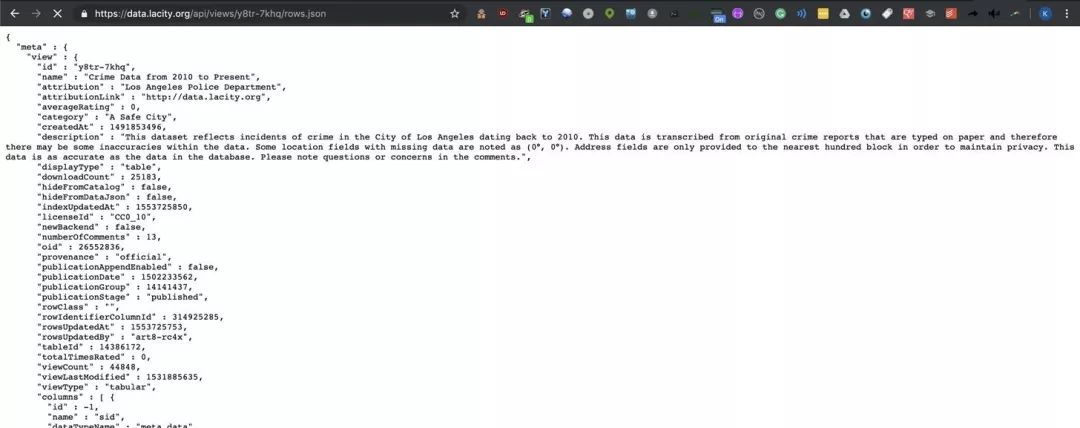 https://data.lacity.org/api/views/y8tr-7khq/rows.json
On
K
{
"meta" : {
"view" : {
"id" : "y8tr-7khq",
"name" : "Crime Data from 2010 to Present",
"attribution" : "Los Angeles Police Department",
"attributionLink" : "http://data.lacity.org",
"averageRating" : 0,
"category" : "A Safe City",
"createdAt" : 1491853496,
"description" : "This dataset reflects incidents of crime in the City of Los Angeles dating back to 2010. This data is transcribed from original crime reports that are typed on paper and therefore
there may be some inaccuracies within the data. Some location fields with missing data are noted as (0°, 0°). Address fields are only provided to the nearest hundred block in order to maintain privacy. This
data is as accurate as the data in the database. Please note questions or concerns in the comments.",
"displayType" : "table",
"downloadCount" : 25183,
"hideFromCatalog" : false,
"hideFromDataJson" : false,
"indexUpdatedAt" : 1553725850,
"licenseId" : "CC0_10",
"newBackend" : false,
"numberOfComments" : 13,
"oid" : 26552836,
"provenance" : "official",
"publicationAppendEnabled" : false,
"publicationDate" : 1502233562,
"publicationGroup" : 14141437,
"publicationStage" : "published",
"rowClass" : "",
"rowIdentifierColumnId" : 314925285,
"rowsUpdatedAt" : 1553725753,
"rowsUpdatedBy" : "art8-rc4x",
"tableId" : 14386172,
"totalTimesRated" : 0,
"viewCount" : 44848,
"viewLastModified" : 1531885635,
"viewType" : "tabular",
"columns" : [ {
"id" : -1,
"name" : "sid",
"dataTypeName" : "meta_data"